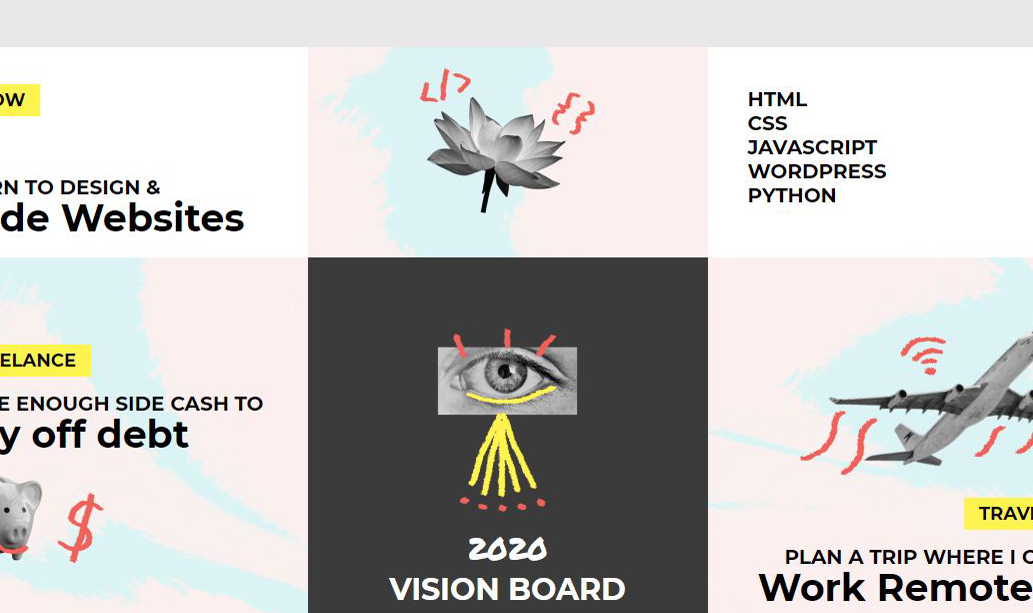 OW
HTML
CSS
JAVASCRIPT
WORDPRESS
PYTHON
RN TO DESIGN &
de Websites
</>
{ }
ELANCE
E ENOUGH SIDE CASH TO
y off debt
$
2020
VISION BOARD
TRAV
PLAN A TRIP WHERE I C
Work Remote